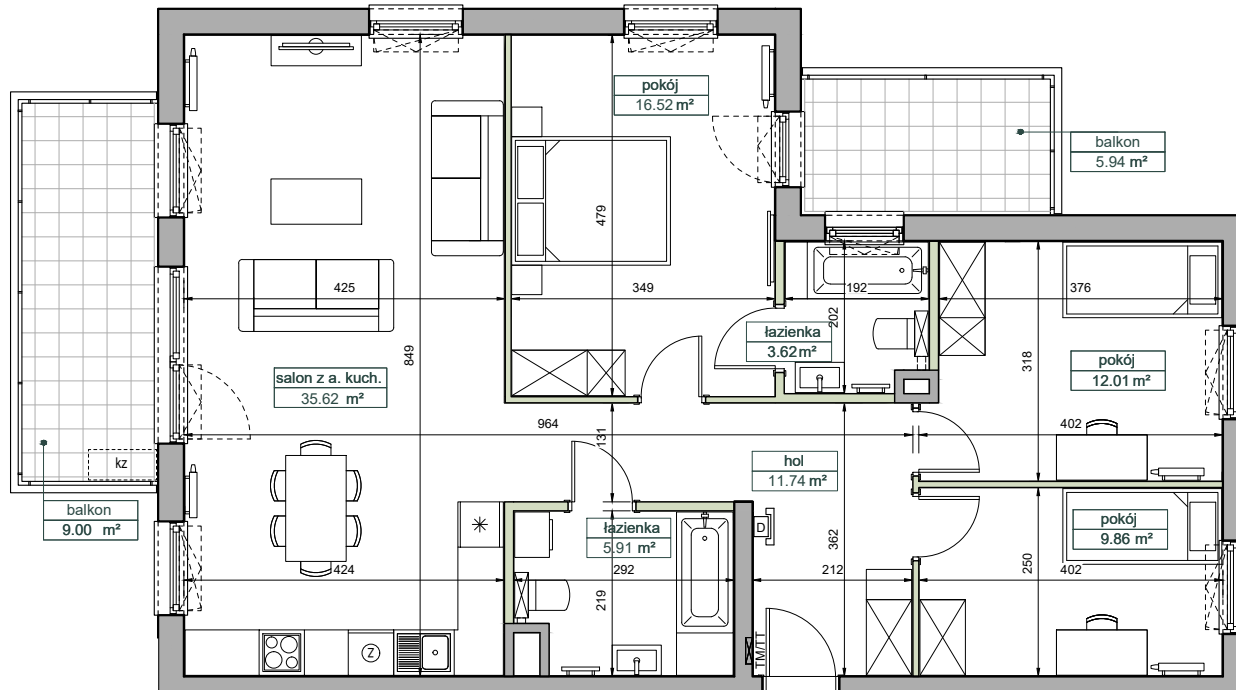 pokój
16.52 m²
balkon
5.94 m²
479
425
349
192
376
202
łazienka
3.62 m²
849
318
pokój
12.01 m²
salon z a. kuch.
35.62 m²
964
131
402
kz
hol
11.74 m²
balkon
9.00 m²
łazienka
5.91 m²
D
pokój
9.86 m²
362
250
424
292
212
402
219
Z
TM/TT